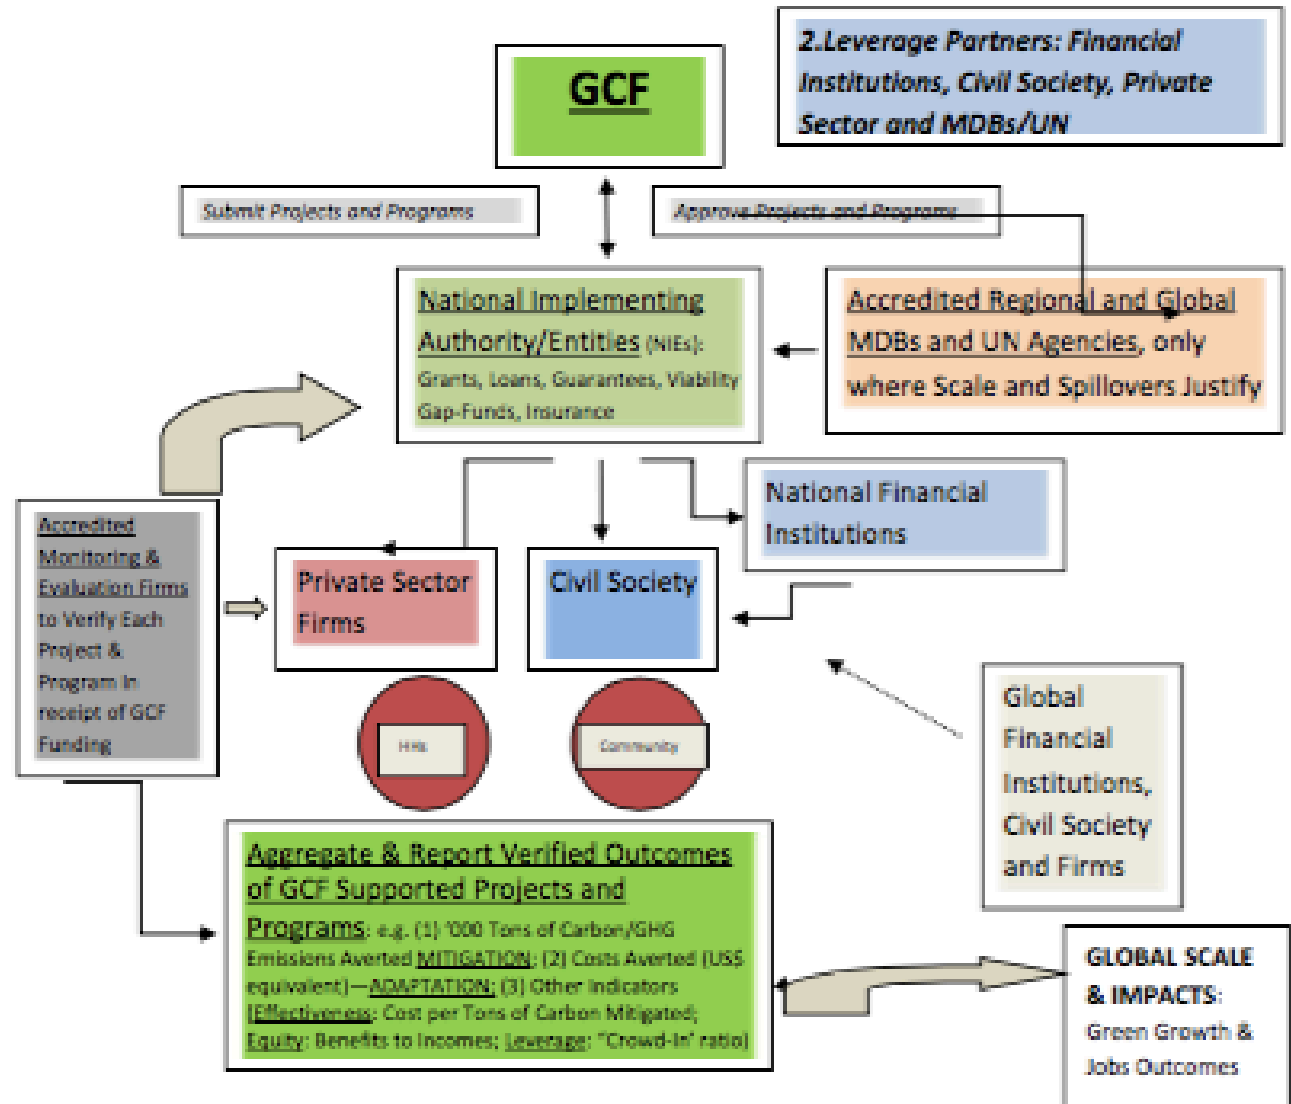 GCF
2.Leverage Partners: Financial
Institutions, Civil Society, Private
Sector and MDBs/UN
Submit Projects and Programs
Approve Projects and Programs
National Implementing
Authority/Entities (NIEs):
Grants, Loans, Guarantees, Viability
Gap-Funds, Insurance
Accredited Regional and Global
MDBs and UN Agencies, only
where Scale and Spillovers Justify
National Financial
Institutions
Accredited
Monitoring &
Evaluation Firms
to Verify Each
Project &
Program in
receipt of GCF
Funding
Private Sector
Firms
Civil Society
HHs
Community
Global
Financial
Institutions,
Civil Society
and Firms
Aggregate & Report Verified Outcomes
of GCF Supported Projects and
Programs: e.g. (1) '000 Tons of Carbon/GHG
Emissions Averted MITIGATION; (2) Costs Averted (US$
equivalent)—ADAPTATION; (3) Other Indicators
(Effectiveness: Cost per Tons of Carbon Mitigated;
Equity: Benefits to Incomes; Leverage: "Crowd-In' ratio)
GLOBAL SCALE
& IMPACTS:
Green Growth &
Jobs Outcomes